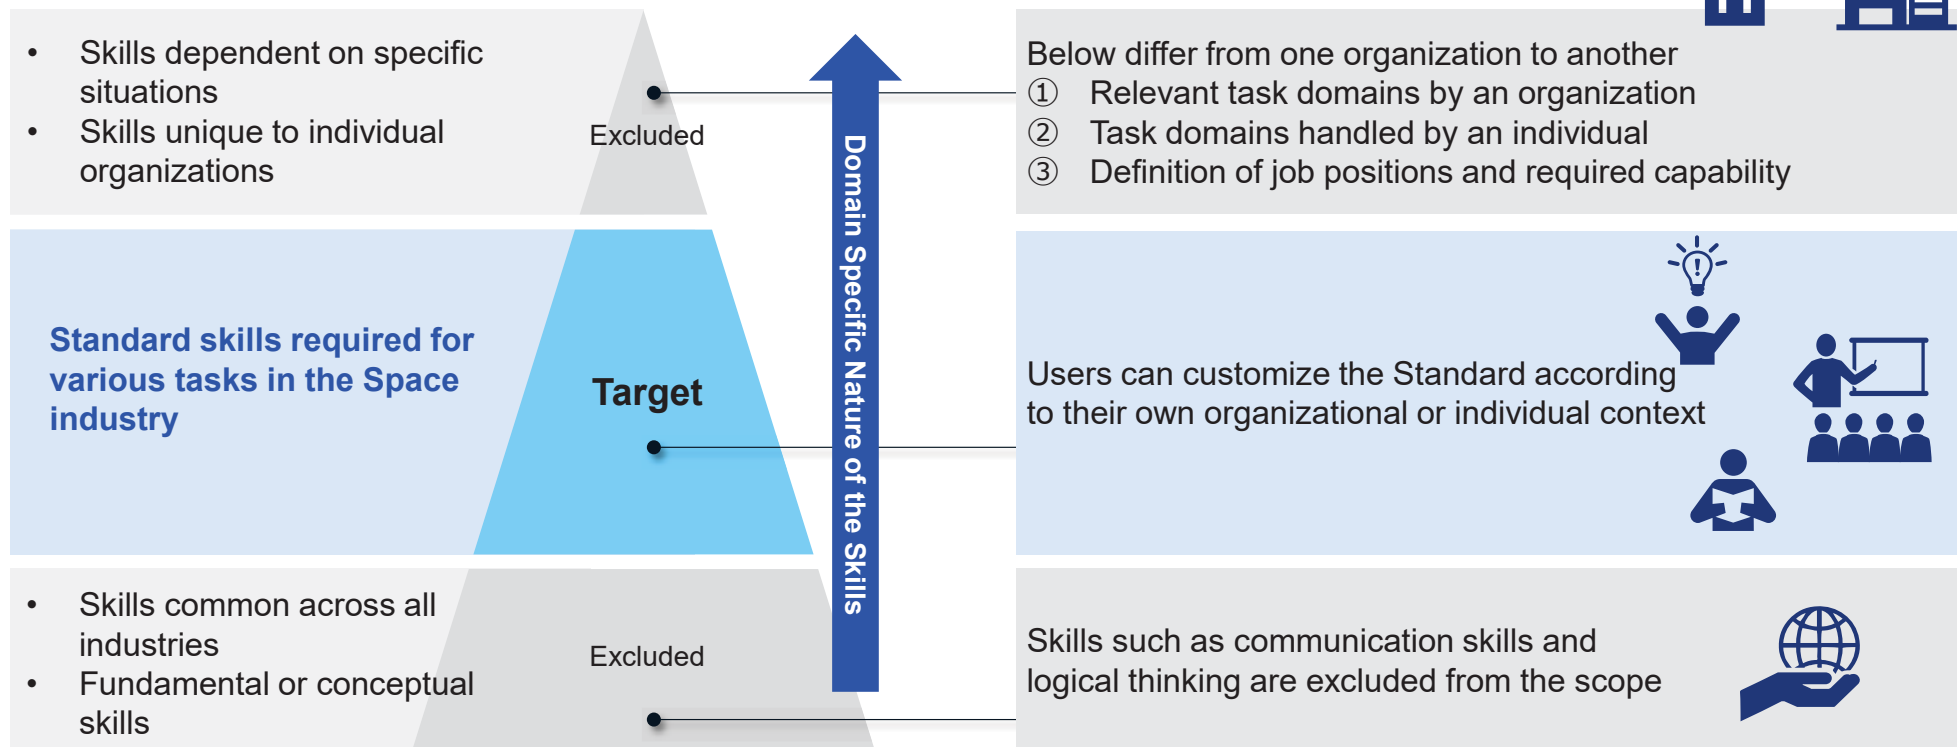 • Skills dependent on specific
situations
• Skills unique to individual
organizations
Excluded
Below differ from one organization to another
① Relevant task domains by an organization
② Task domains handled by an individual
③ Definition of job positions and required capability
Domain Specific Nature of the Skills
Standard skills required for
various tasks in the Space
industry
Target
Users can customize the Standard according
to their own organizational or individual context
• Skills common across all
industries
• Fundamental or conceptual
skills
Excluded
Skills such as communication skills and
logical thinking are excluded from the scope